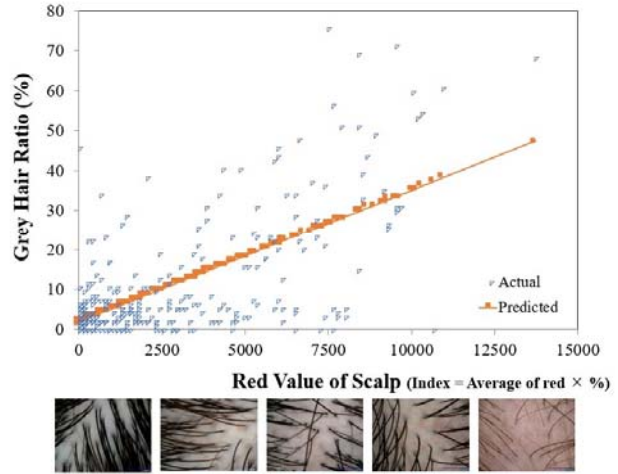 80
70
60
50
40
30
20
10
0
Grey Hair Ratio (%)
Actual
Predicted
0 2500 5000 7500 10000 12500 15000
Red Value of Scalp (Index = Average of red × %)